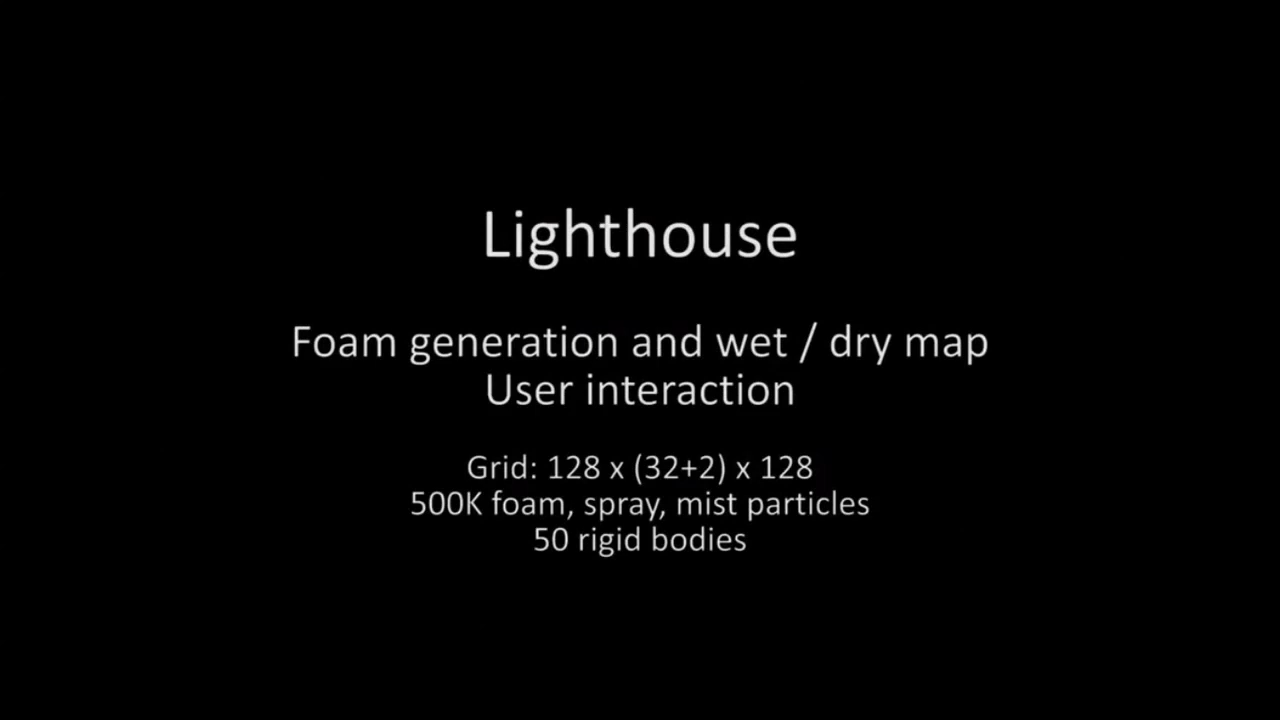 Lighthouse
Foam generation and wet / dry map
User interaction
Grid: 128 x (32+2) x 128
500K foam, spray, mist particles
50 rigid bodies